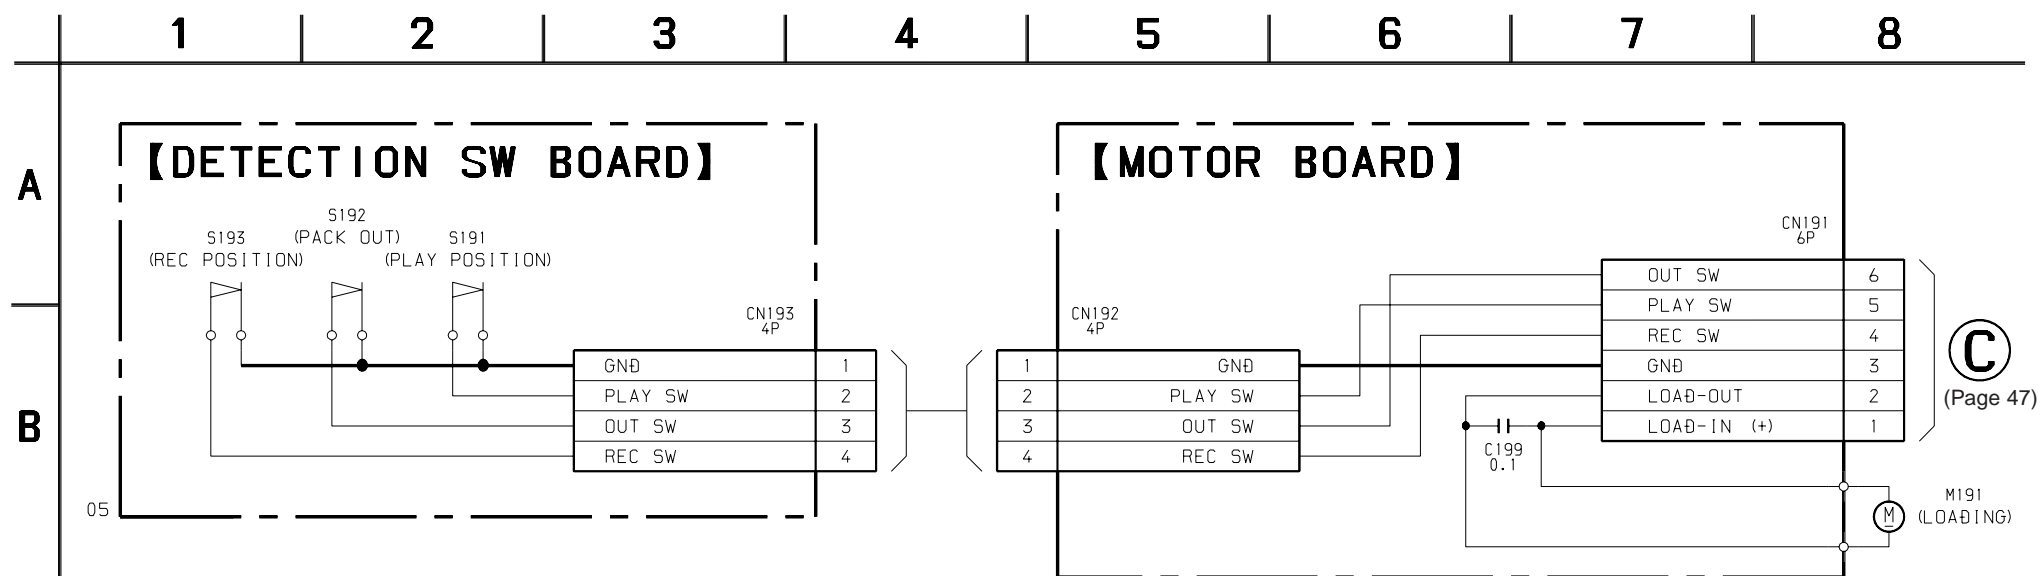 1 2 3 4 5 6 7 8
A
B
【DETECTION SW BOARD】
S193
(REC POSITION)
S192
(PACK OUT)
S191
(PLAY POSITION)
CN193
4P
GND 1
PLAY SW 2
OUT SW 3
REC SW 4
05
【MOTOR BOARD】
CN192
4P
1 GND
2 PLAY SW
3 OUT SW
4 REC SW
CN191
6P
OUT SW 6
PLAY SW 5
REC SW 4
GND 3
LOAD-OUT 2
LOAD-IN (+) 1
C199
0.1
C
(Page 47)
M
M191
(LOADING)